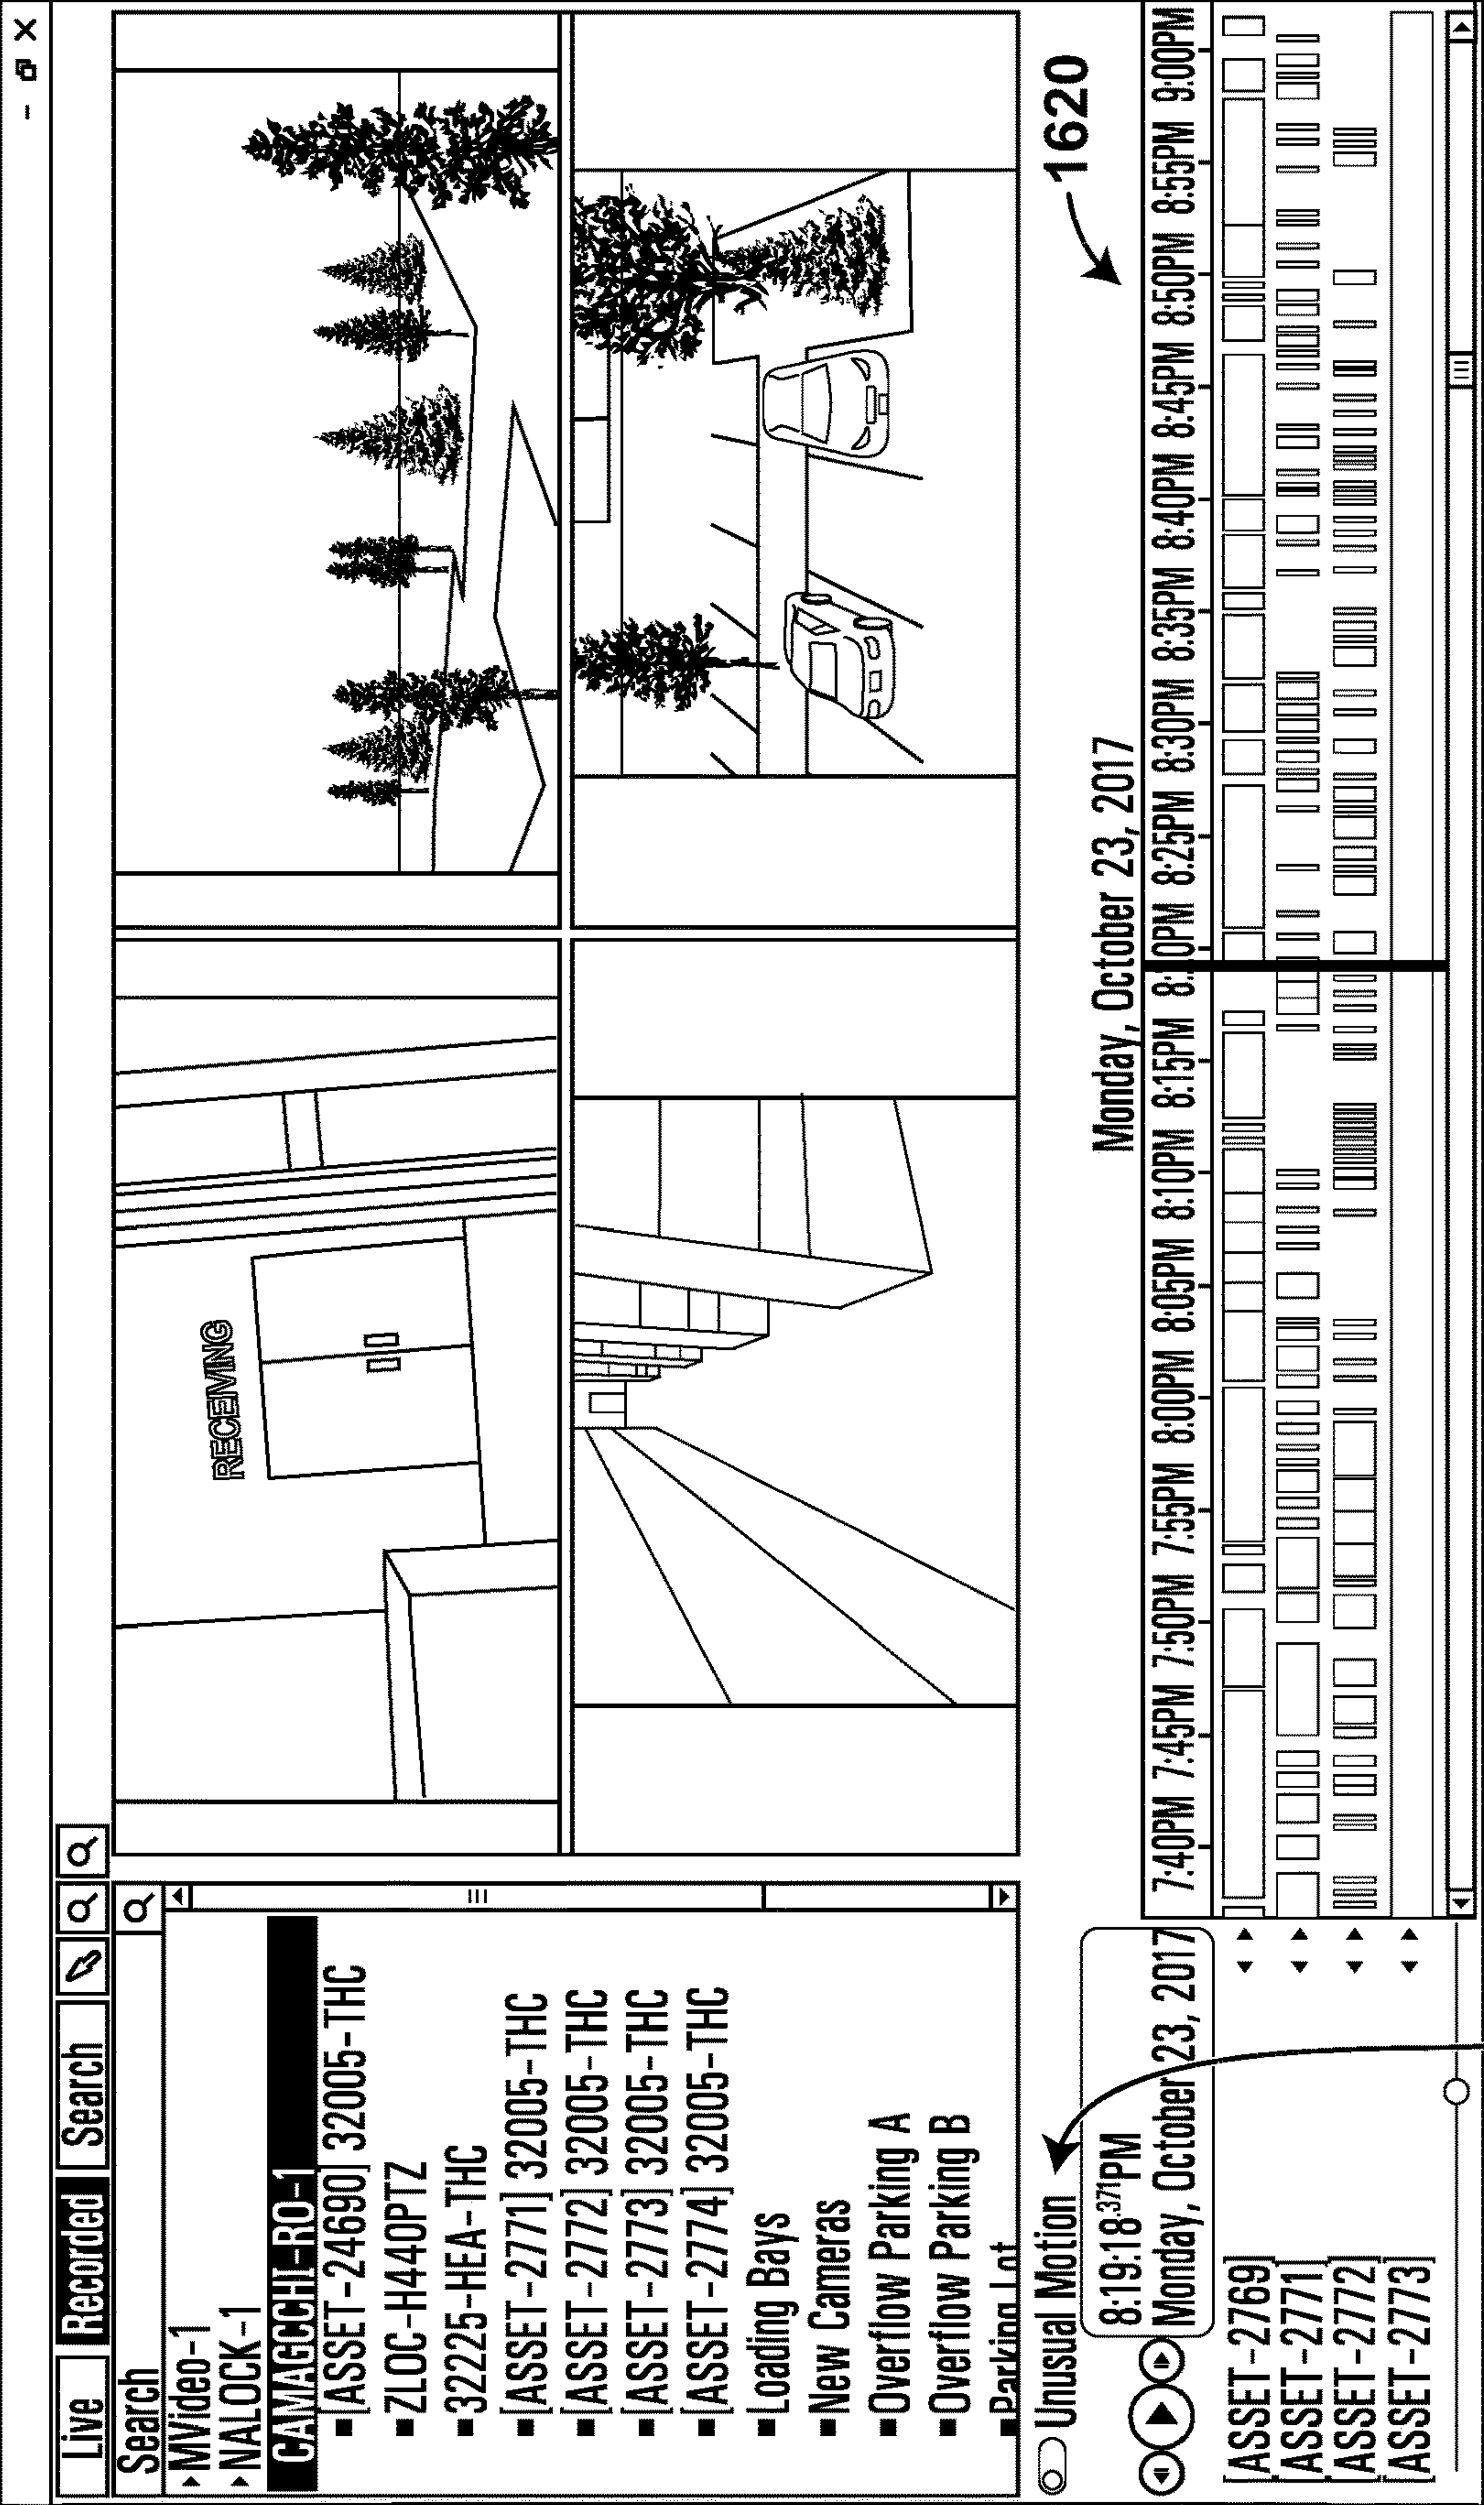 Live Recorded Search
Search
MVideo-1
NALOCK-1
CAMAGCCHI-RO-1
[ASSET-24690] 32005-THC
ZLOC-H440PTZ
32225-HEA-THC
[ASSET-2771] 32005-THC
[ASSET-2772] 32005-THC
[ASSET-2773] 32005-THC
[ASSET-2774] 32005-THC
Loading Bays
New Cameras
Overflow Parking A
Overflow Parking B
Parking Lot
RECEIVING
Unusual Motion
1620
8:19:18.371PM
Monday, October 23, 2017
Monday, October 23, 2017
7:40PM 7:45PM 7:50PM 7:55PM 8:00PM 8:05PM 8:10PM 8:15PM 8: 0PM 8:25PM 8:30PM 8:35PM 8:40PM 8:45PM 8:50PM 8:55PM 9:00PM
[ASSET-2769]
[ASSET-2771]
[ASSET-2772]
[ASSET-2773]